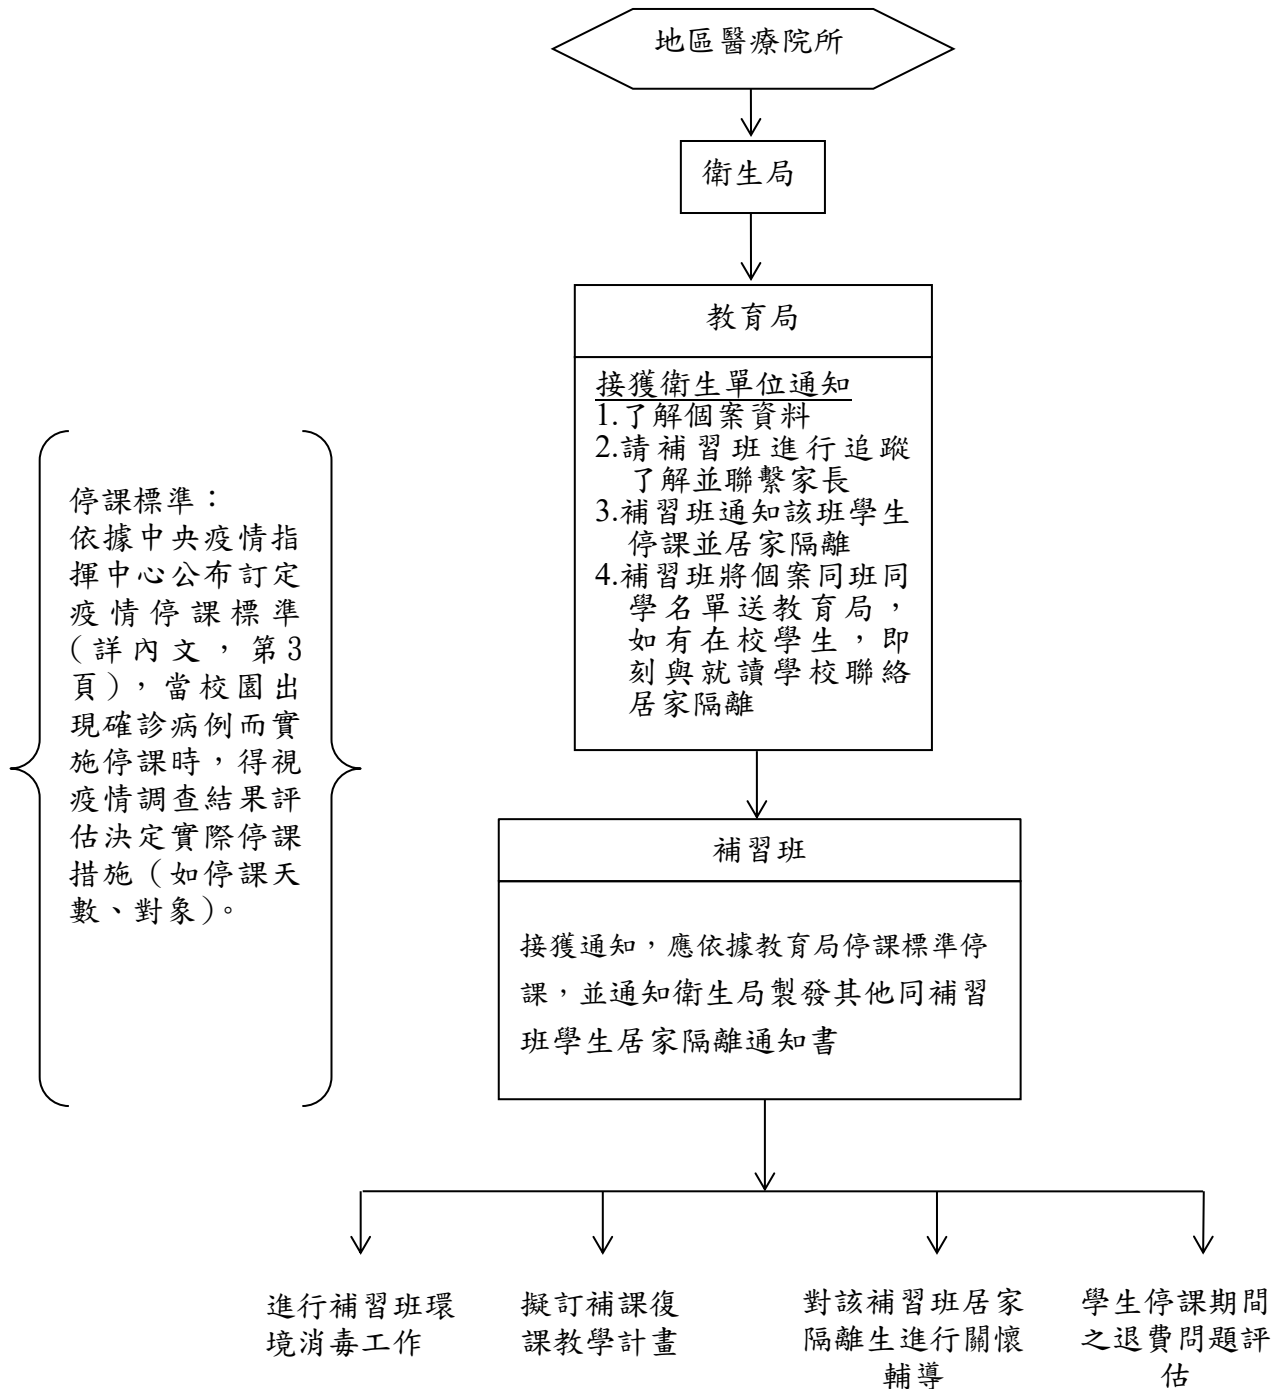 地區醫療院所
衛生局
教育局
接獲衛生單位通知
1.了解個案資料
2.請補習班進行追蹤
了解並聯繫家長
3.補習班通知該班學生
停課並居家隔離
4.補習班將個案同班同
學名單送教育局，
如有在校學生，即
刻與就讀學校聯絡
居家隔離
停課標準：
依據中央疫情指
揮中心公布訂定
疫情停課標準
（詳內文，第3
頁），當校園出
現確診病例而實
施停課時，得視
疫情調查結果評
估決定實際停課
措施（如停課天
數、對象）。
補習班
接獲通知，應依據教育局停課標準停
課，並通知衛生局製發其他同補習
班學生居家隔離通知書
進行補習班環
境消毒工作
擬訂補課復
課教學計畫
對該補習班居家
隔離生進行關懷
輔導
學生停課期間
之退費問題評
估